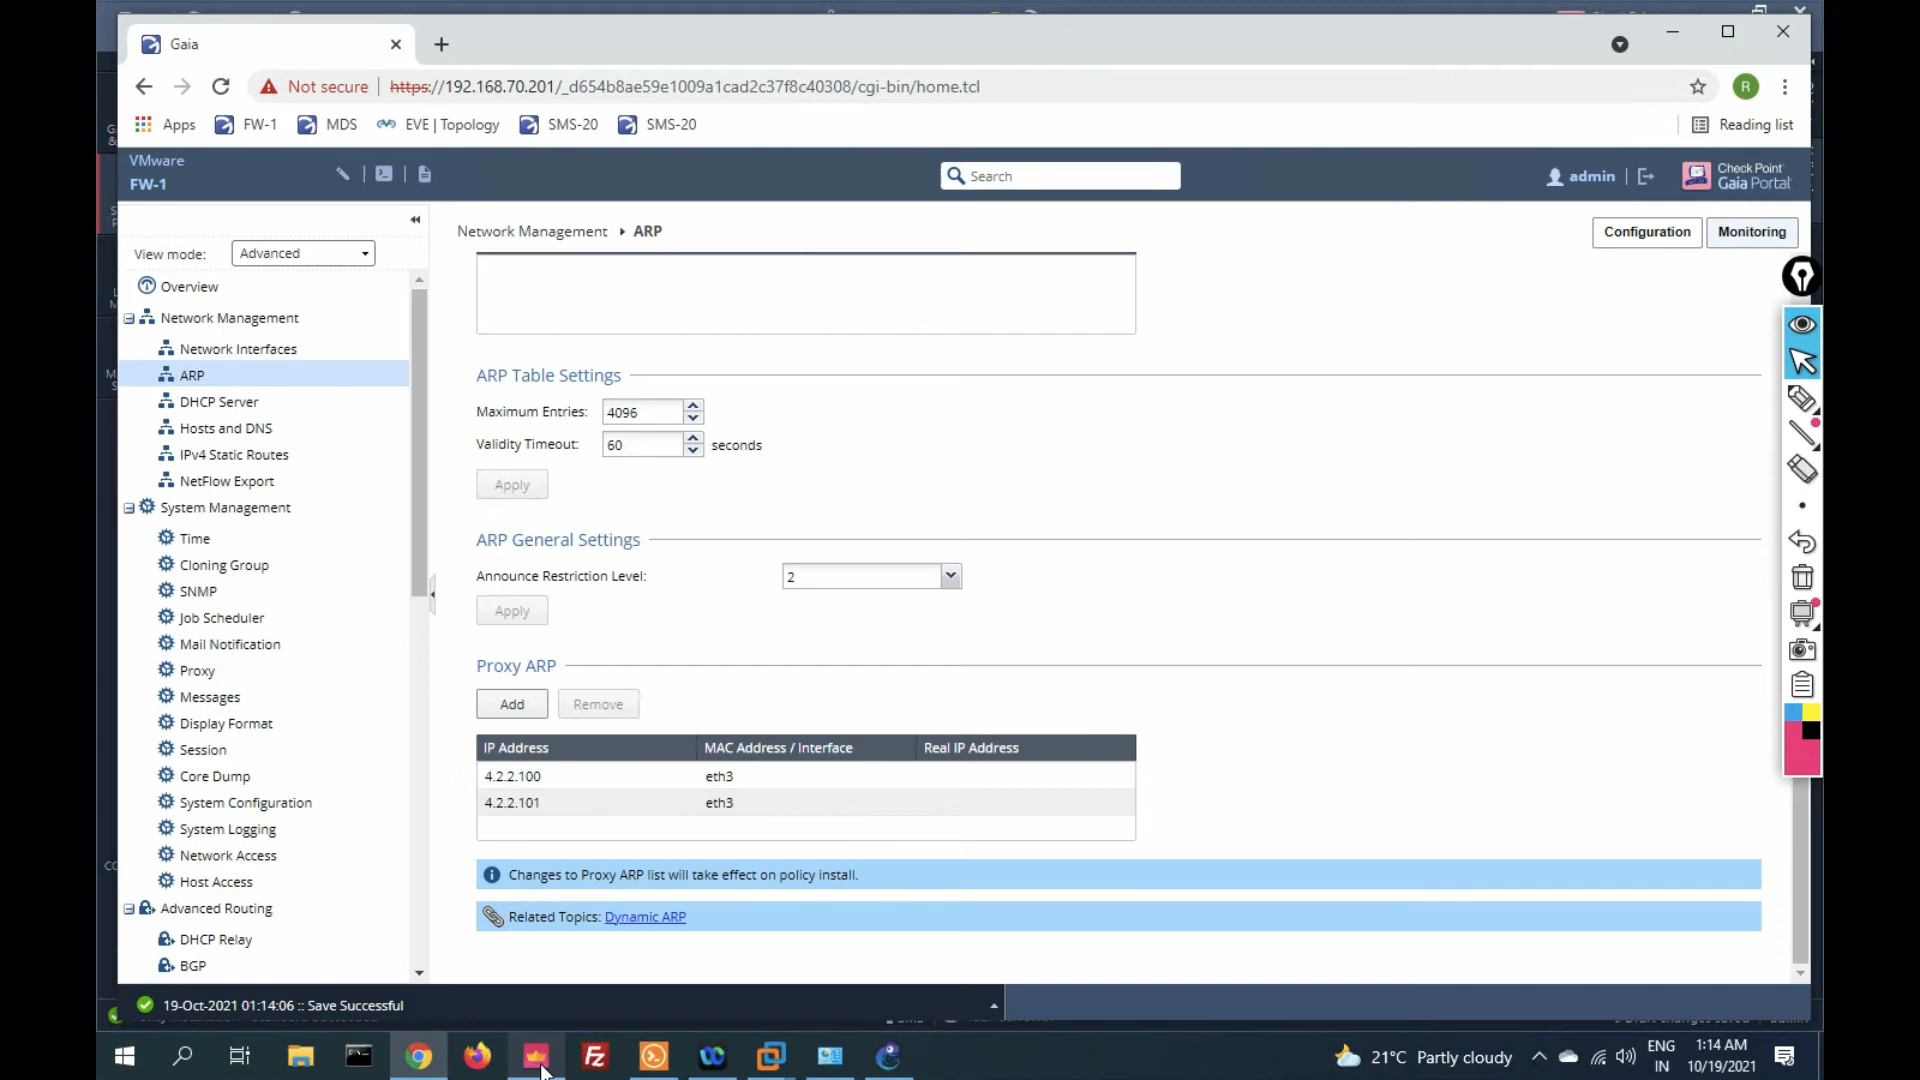 Gaia
Not secure
https://192.168.70.201/_d654b8ae59e1009a1cad2c37f8c40308/cgi-bin/home.tcl
R
Apps
FW-1
MDS
EVE | Topology
SMS-20
SMS-20
Reading list
VMware
FW-1
Search
admin
Check Point
Gaia Portal
View mode:
Advanced
Overview
Network Management
Network Interfaces
ARP
DHCP Server
Hosts and DNS
IPv4 Static Routes
NetFlow Export
System Management
Time
Cloning Group
SNMP
Job Scheduler
Mail Notification
Proxy
Messages
Display Format
Session
Core Dump
System Configuration
System Logging
Network Access
Host Access
Advanced Routing
DHCP Relay
BGP
Network Management
ARP
Configuration
Monitoring
ARP Table Settings
Maximum Entries:
4096
Validity Timeout:
60
seconds
Apply
ARP General Settings
Announce Restriction Level:
2
Apply
Proxy ARP
Add
Remove
IP Address
MAC Address / Interface
Real IP Address
4.2.2.100
eth3
4.2.2.101
eth3
Changes to Proxy ARP list will take effect on policy install.
Related Topics: Dynamic ARP
19-Oct-2021 01:14:06 :: Save Successful
21°C Partly cloudy
ENG
IN
1:14 AM
10/19/2021